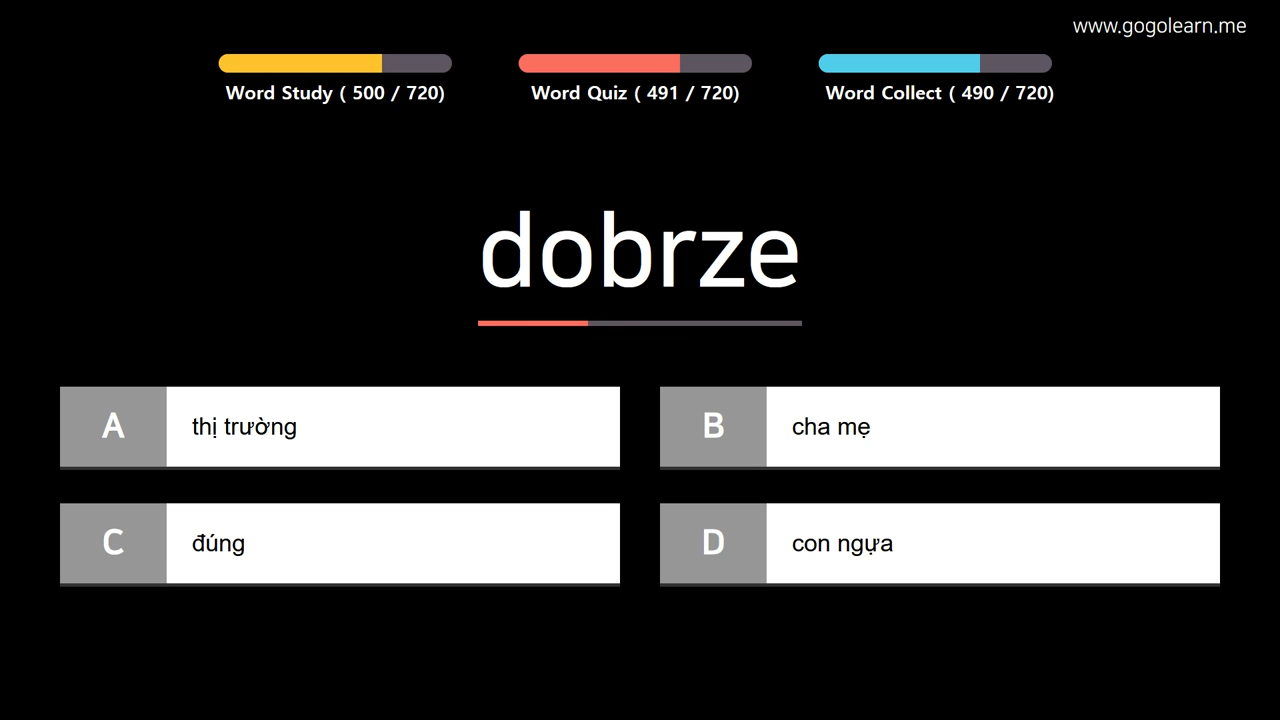 www.gogolearn.me
Word Study ( 500 / 720)
Word Quiz ( 491 / 720)
Word Collect ( 490 / 720)
dobrze
A
thị trường
B
cha mẹ
C
đúng
D
con ngựa